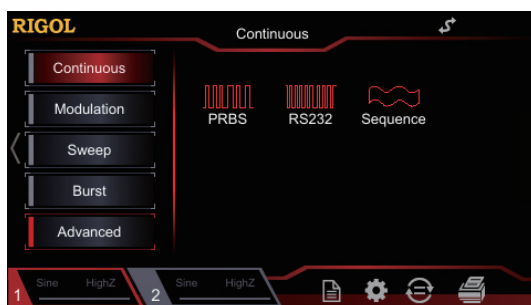 RIGOL
Continuous
Continuous
Modulation
Sweep
Burst
Advanced
PRBS
RS232
Sequence
1
Sine
HighZ
2
Sine
HighZ